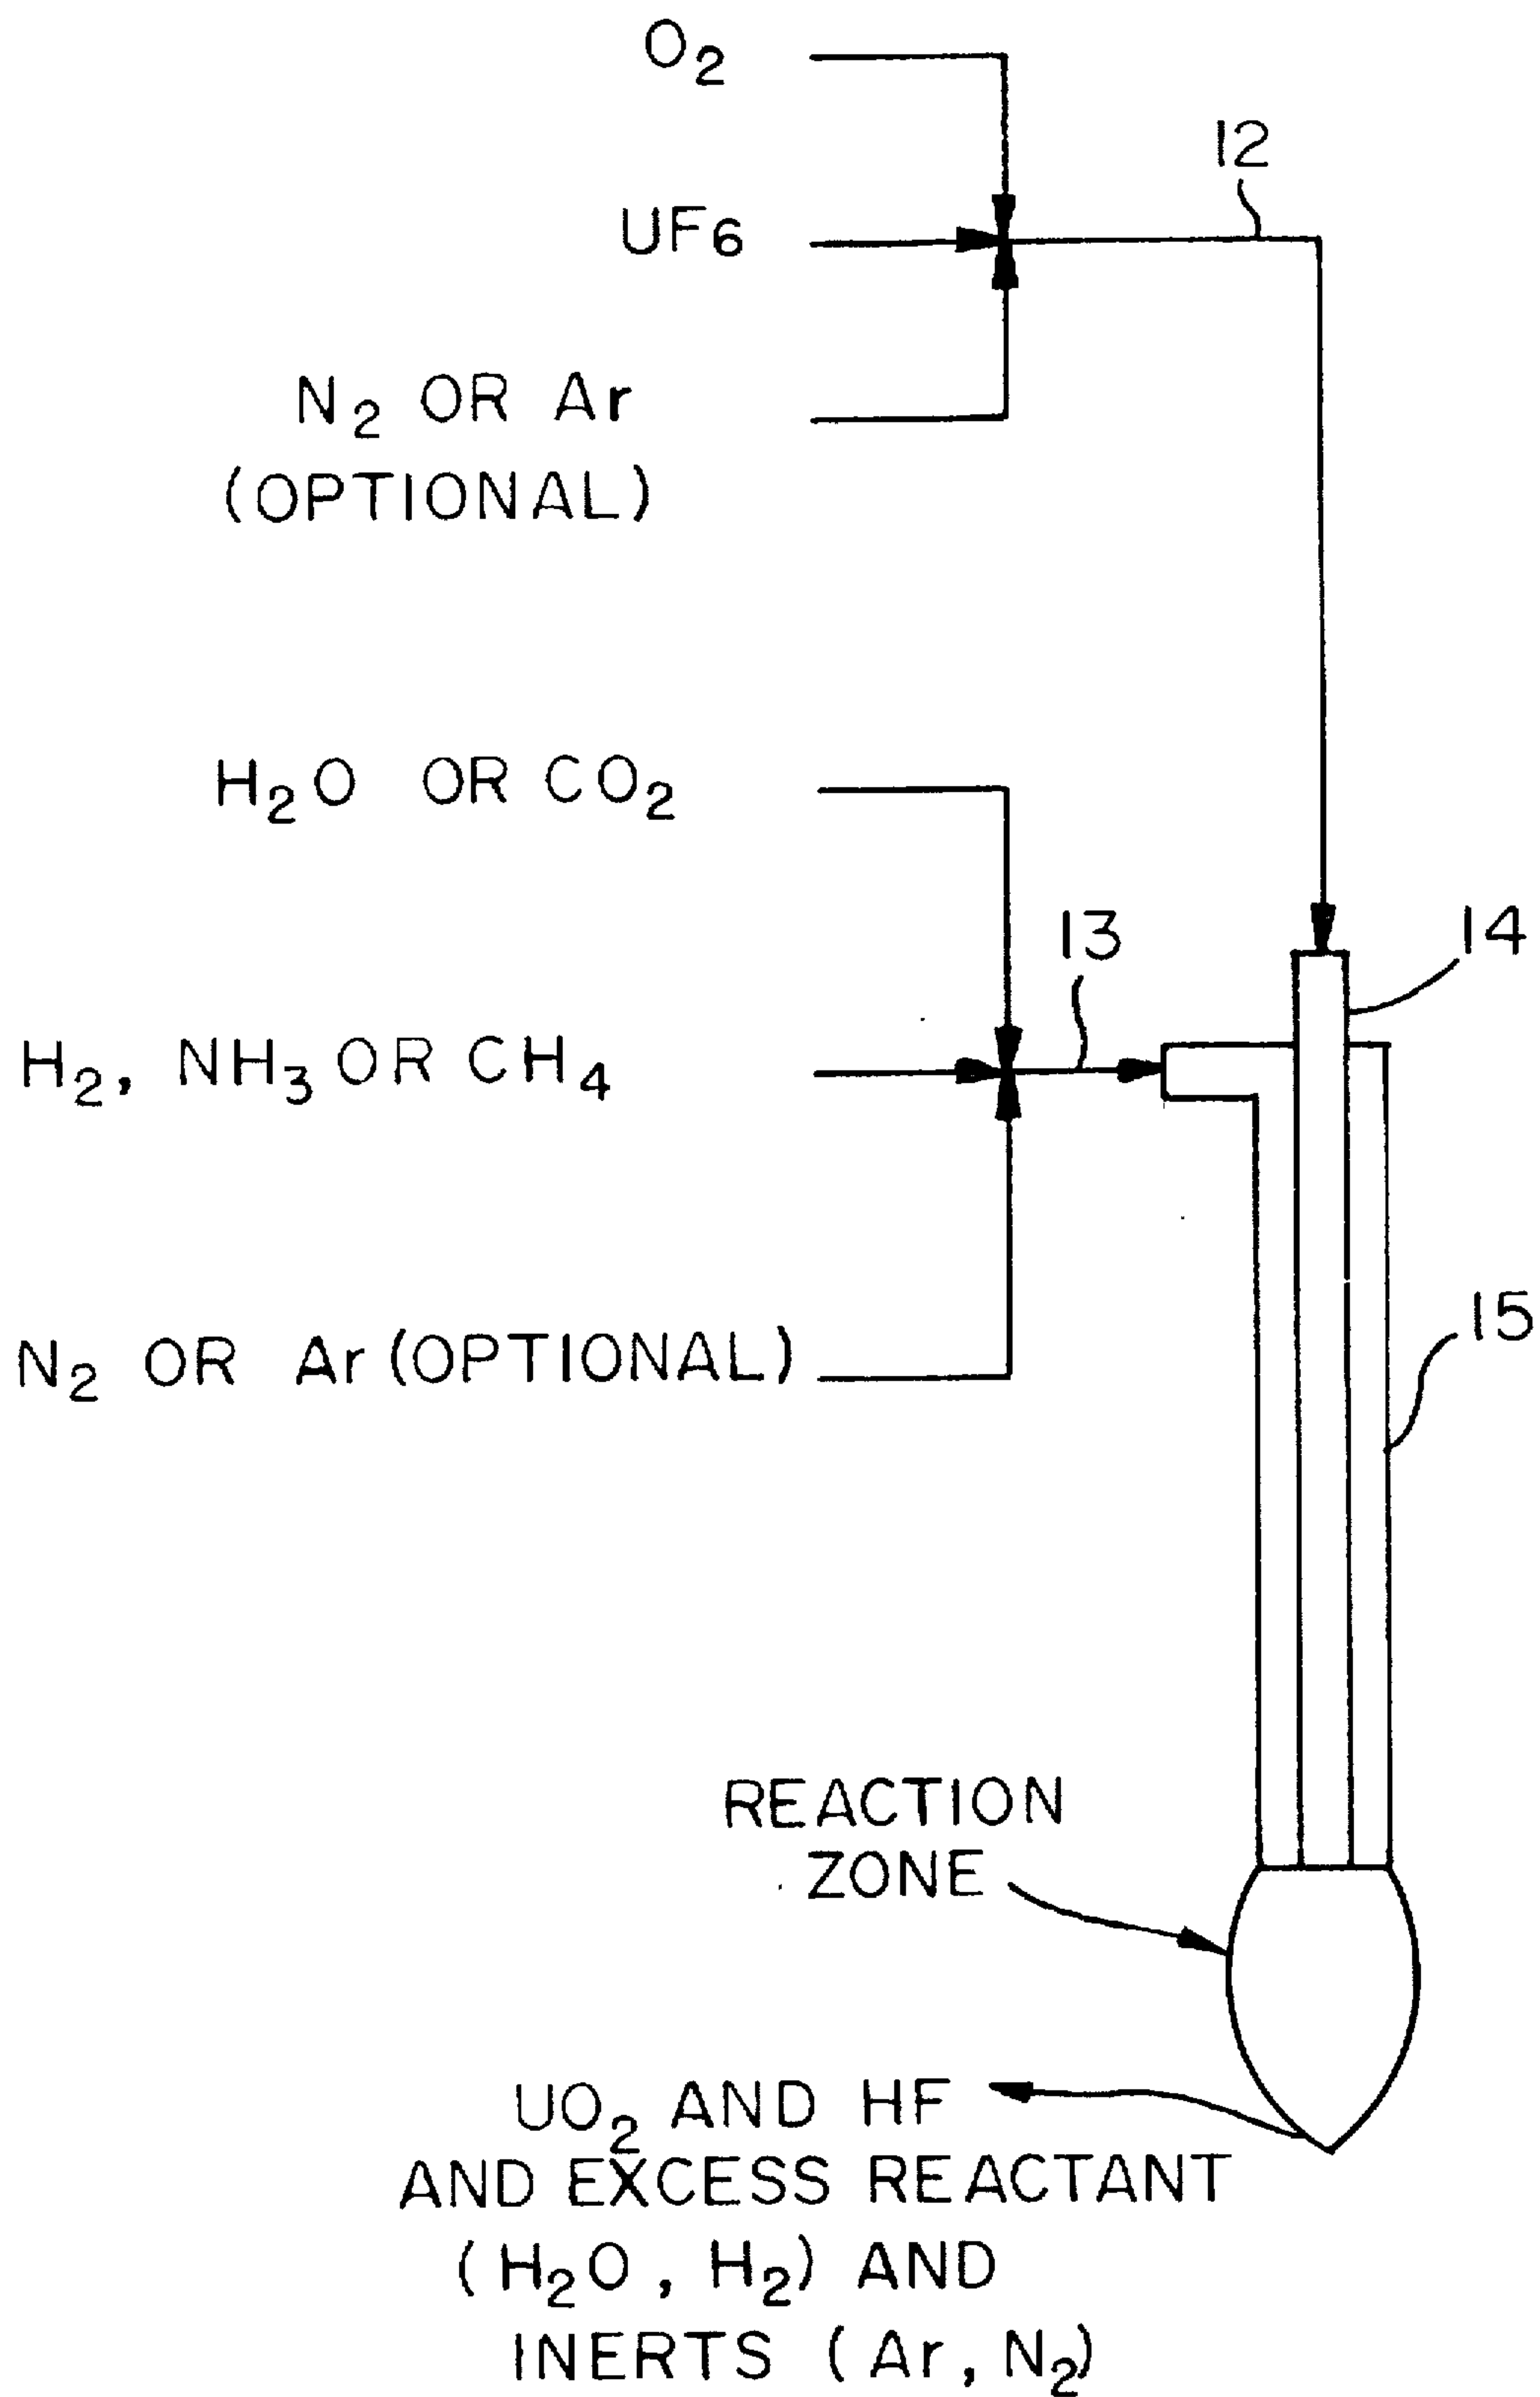 O2
12
UF6
N2 OR Ar
(OPTIONAL)
H2O OR CO2
13
14
H2, NH3 OR CH4
15
N2 OR Ar (OPTIONAL)
REACTION
ZONE
UO2 AND HF
AND EXCESS REACTANT
(H2O, H2) AND
INERTS (Ar, N2)